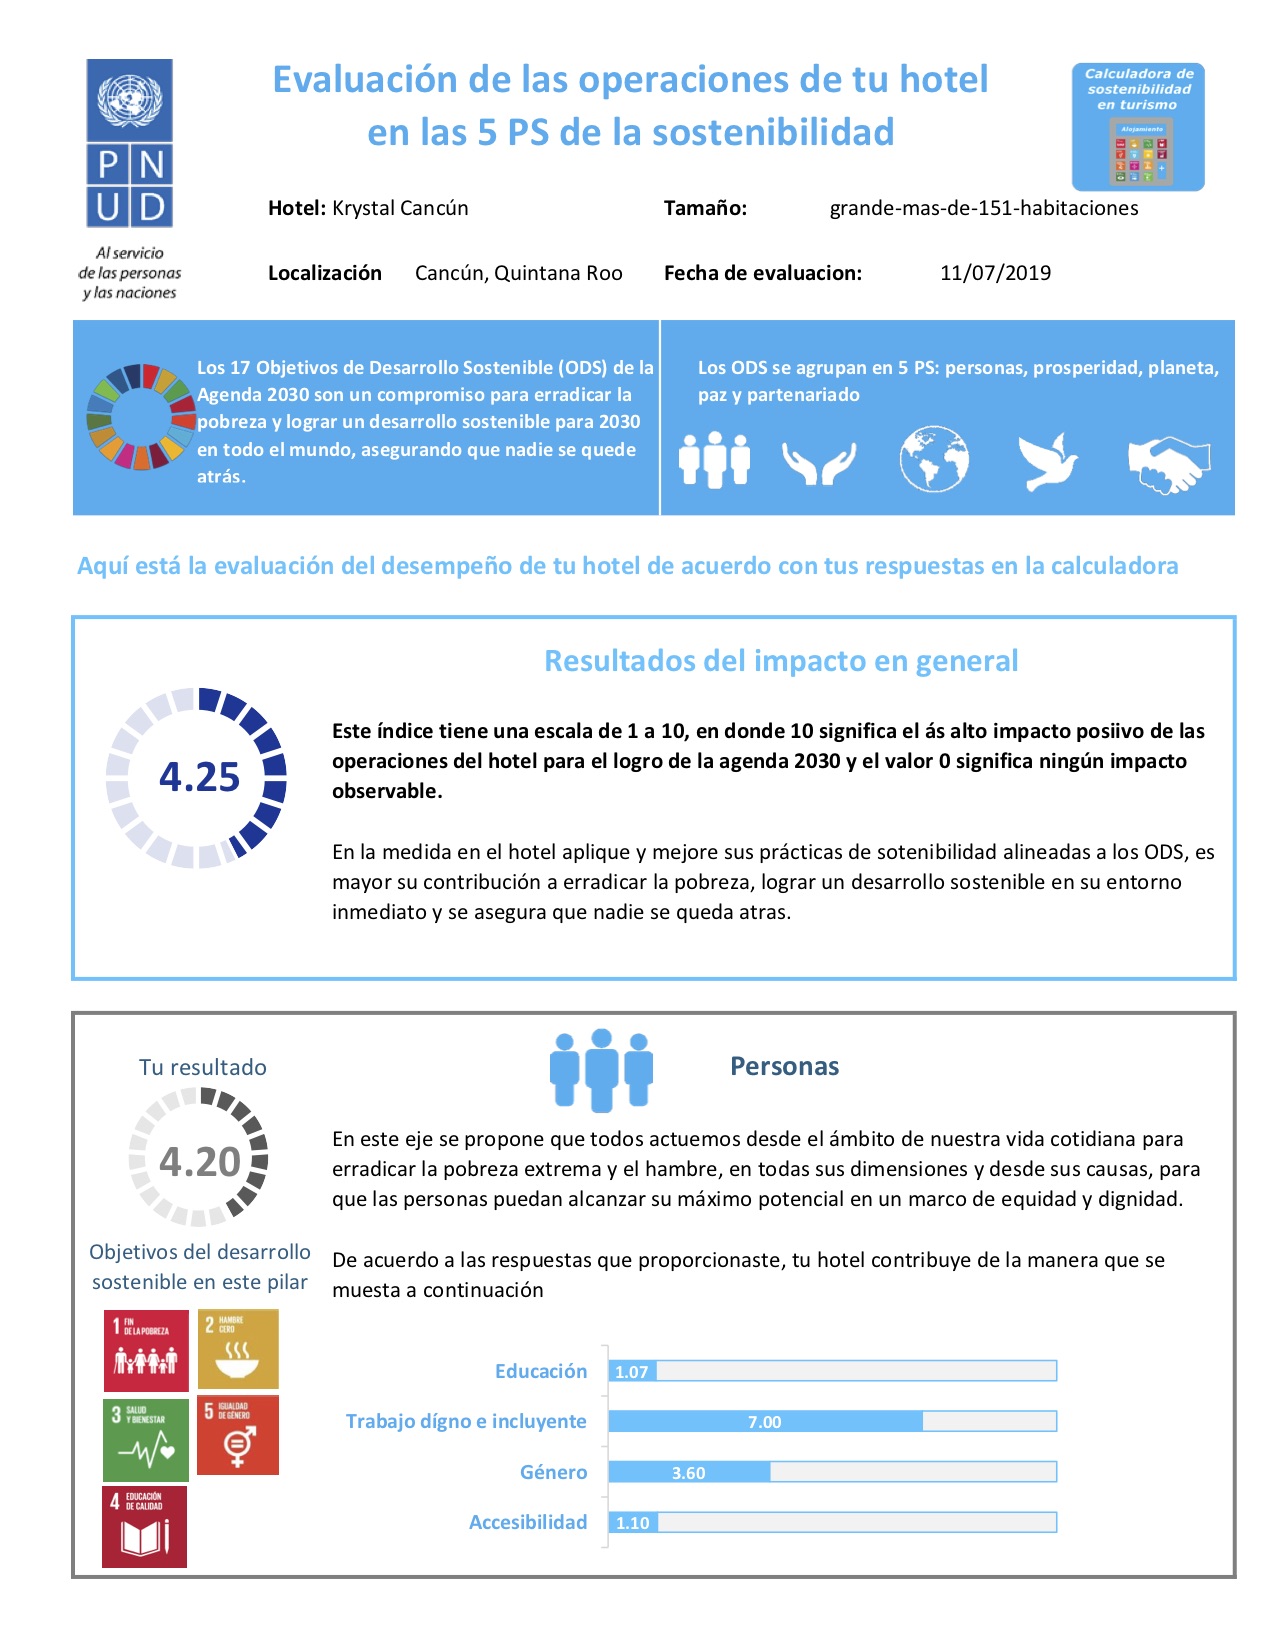 Evaluación de las operaciones de tu hotel
en las 5 PS de la sostenibilidad
Calculadora de
sostenibilidad
en turismo
Alojamiento
P N
U D
Al servicio
de las personas
y las naciones
Hotel: Krystal Cancún
Tamaño: grande-mas-de-151-habitaciones
Localización Cancún, Quintana Roo
Fecha de evaluacion: 11/07/2019
Los 17 Objetivos de Desarrollo Sostenible (ODS) de la
Agenda 2030 son un compromiso para erradicar la
pobreza y lograr un desarrollo sostenible para 2030
en todo el mundo, asegurando que nadie se quede
atrás.
Los ODS se agrupan en 5 PS: personas, prosperidad, planeta,
paz y partenariado
Aquí está la evaluación del desempeño de tu hotel de acuerdo con tus respuestas en la calculadora
Resultados del impacto en general
4.25
Este índice tiene una escala de 1 a 10, en donde 10 significa el ás alto impacto posiivo de las
operaciones del hotel para el logro de la agenda 2030 y el valor 0 significa ningún impacto
observable.
En la medida en el hotel aplique y mejore sus prácticas de sotenibilidad alineadas a los ODS, es
mayor su contribución a erradicar la pobreza, lograr un desarrollo sostenible en su entorno
inmediato y se asegura que nadie se queda atras.
Tu resultado
4.20
Objetivos del desarrollo
sostenible en este pilar
1 FIN
DE LA POBREZA
2 HAMBRE
CERO
3 SALUD
Y BIENESTAR
5 IGUALDAD
DE GÉNERO
4 EDUCACIÓN
DE CALIDAD
Personas
En este eje se propone que todos actuemos desde el ámbito de nuestra vida cotidiana para
erradicar la pobreza extrema y el hambre, en todas sus dimensiones y desde sus causas, para
que las personas puedan alcanzar su máximo potencial en un marco de equidad y dignidad.
De acuerdo a las respuestas que proporcionaste, tu hotel contribuye de la manera que se
muesta a continuación
Educación 1.07
Trabajo dígno e incluyente 7.00
Género 3.60
Accesibilidad 1.10